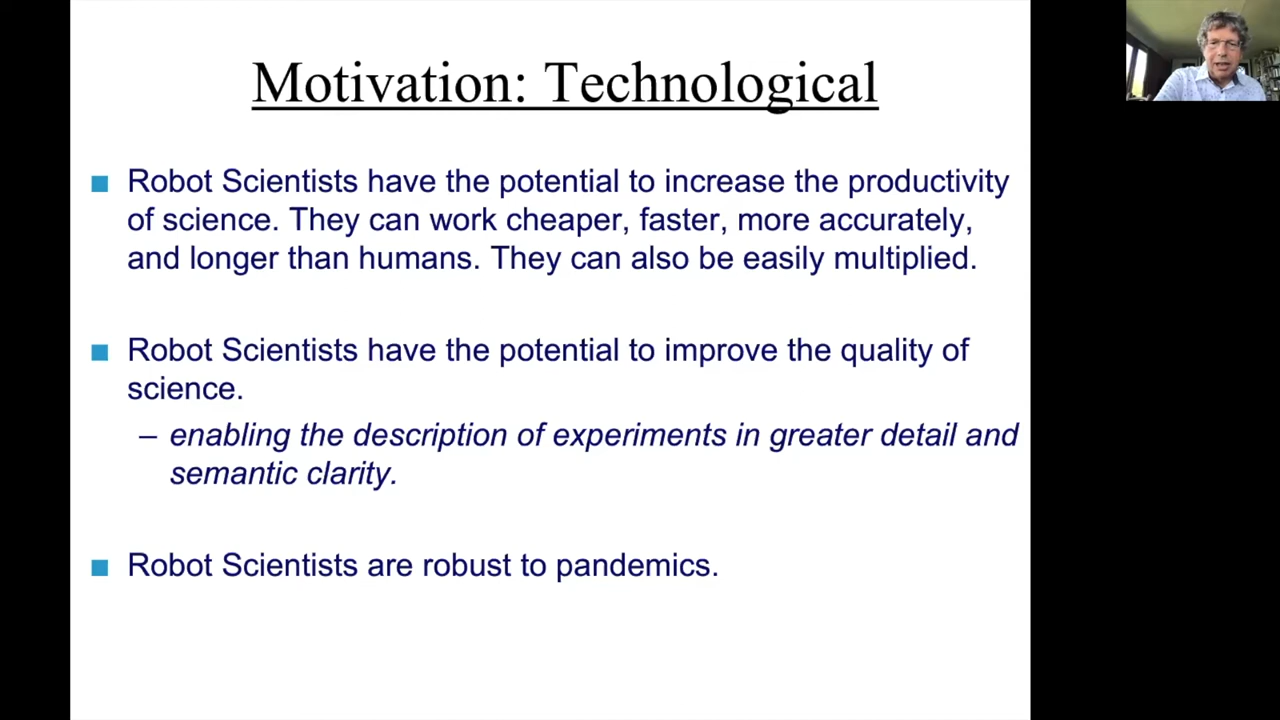 Motivation: Technological
Robot Scientists have the potential to increase the productivity
of science. They can work cheaper, faster, more accurately,
and longer than humans. They can also be easily multiplied.
Robot Scientists have the potential to improve the quality of
science.
– enabling the description of experiments in greater detail and
semantic clarity.
Robot Scientists are robust to pandemics.